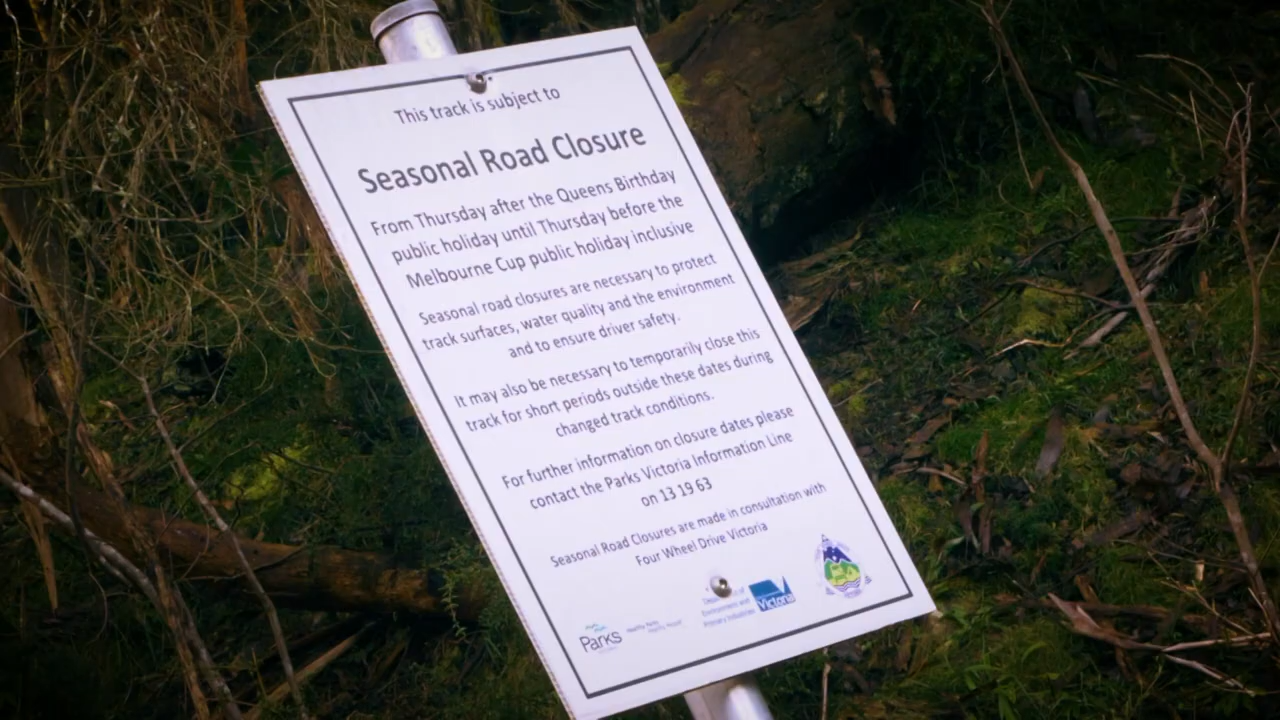 This track is subject to
Seasonal Road Closure
From Thursday after the Queens Birthday
public holiday until Thursday before the
Melbourne Cup public holiday inclusive
Seasonal road closures are necessary to protect
track surfaces, water quality and the environment
and to ensure driver safety.
It may also be necessary to temporarily close this
track for short periods outside these dates during
changed track conditions.
For further information on closure dates please
contact the Parks Victoria Information Line
on 13 19 63
Seasonal Road Closures are made in consultation with
Four Wheel Drive Victoria
Parks
Environment and
Primary Industries
Victoria